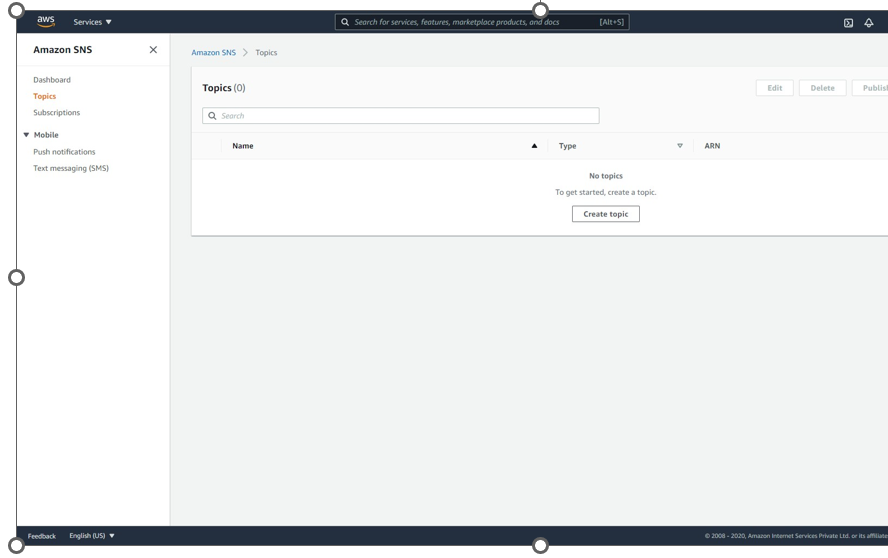 aws Services Search for services, features, marketplace products, and docs [Alt+S]
Amazon SNS
Dashboard
Topics
Subscriptions
Mobile
Push notifications
Text messaging (SMS)
Amazon SNS Topics
Topics (0) Edit Delete Publish
Search
Name Type ARN
No topics
To get started, create a topic.
Create topic
Feedback English (US) © 2008 - 2020, Amazon Internet Services Private Ltd. or its affiliate